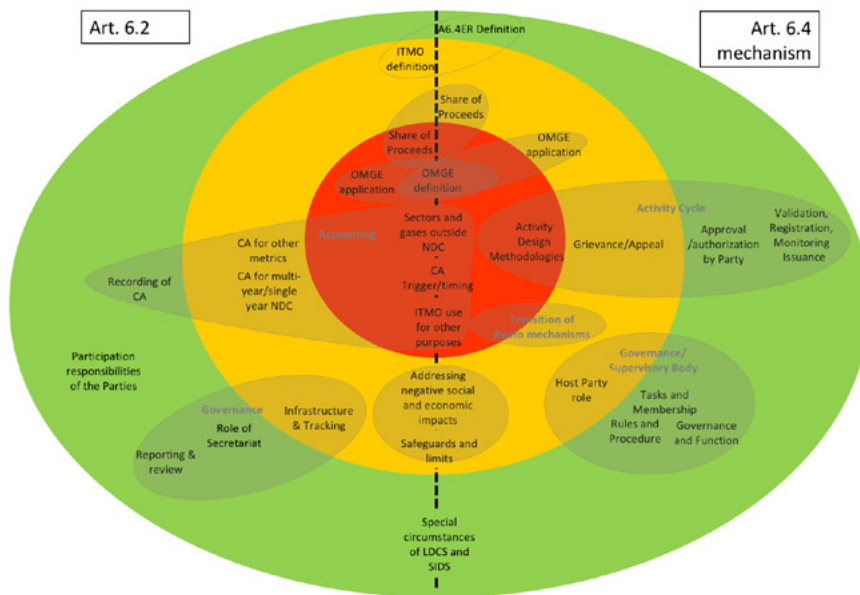 Art. 6.2
Art. 6.4
mechanism
A6.4ER Definition
ITMO
definition
Share of
Proceeds
Share of
Proceeds
OMGE
application
OMGE
application
OMGE
definition
Accounting
CA for other
metrics
CA for multi-
year/single
year NDC
Recording of
CA
Sectors and
gases outside
NDC
CA
Trigger/timing
ITMO use
for other
purposes
Activity Cycle
Activity
Design
Methodologies
Grievance/Appeal
Approval
/authorization
by Party
Validation,
Registration,
Monitoring
Issuance
Transition of
Kyoto mechanisms
Participation
responsibilities
of the Parties
Governance
Role of
Secretariat
Infrastructure
& Tracking
Reporting &
review
Addressing
negative social
and economic
impacts
Safeguards and
limits
Governance/
Supervisory Body
Host Party
role
Tasks and
Membership
Rules and
Procedure
Governance
and Function
Special
circumstances
of LDCS and
SIDS